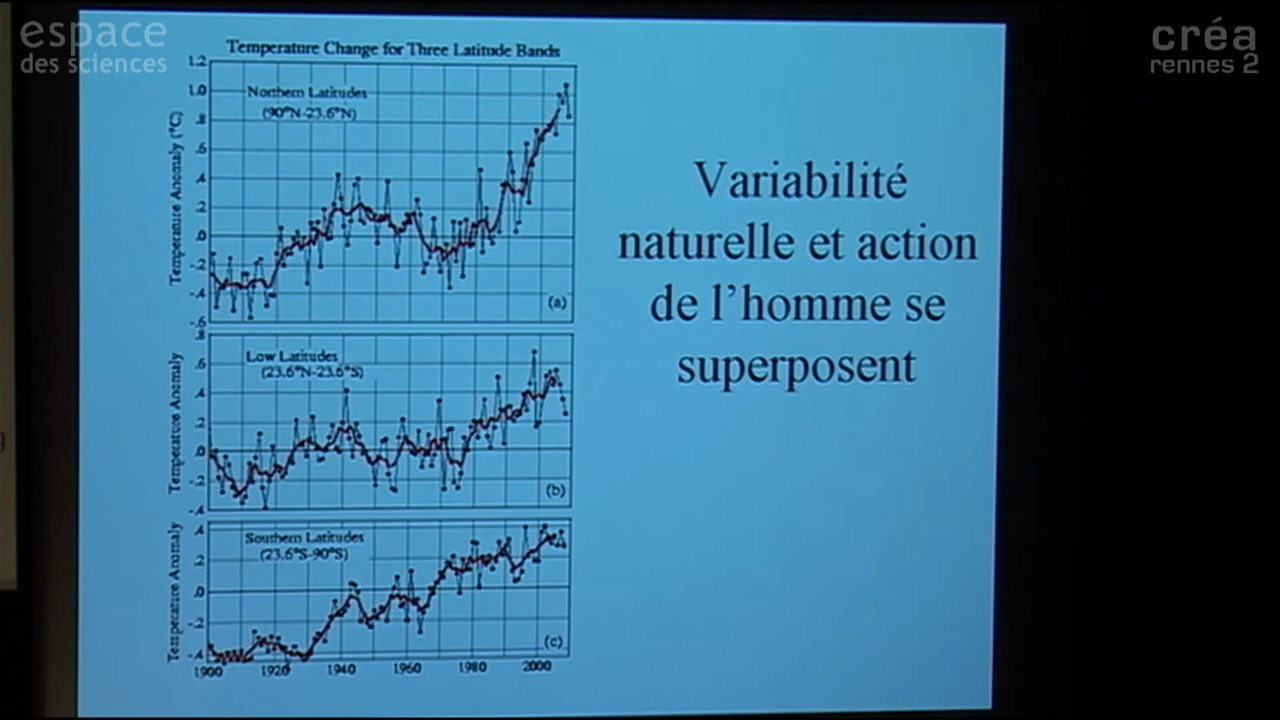 espace
des sciences
créa
rennes 2
Temperature Change for Three Latitude Bands
Temperature Anomaly (°C)
1.2
1.0
.8
.6
.4
.2
.0
-.2
-.4
-.6
Northern Latitudes
(90°N-23.6°N)
(a)
Temperature Anomaly
.8
.6
.4
.2
.0
-.2
-.4
Low Latitudes
(23.6°N-23.6°S)
(b)
Temperature Anomaly
.4
.2
.0
-.2
-.4
Southern Latitudes
(23.6°S-90°S)
(c)
1900 1920 1940 1960 1980 2000
Variabilité
naturelle et action
de l'homme se
superposent